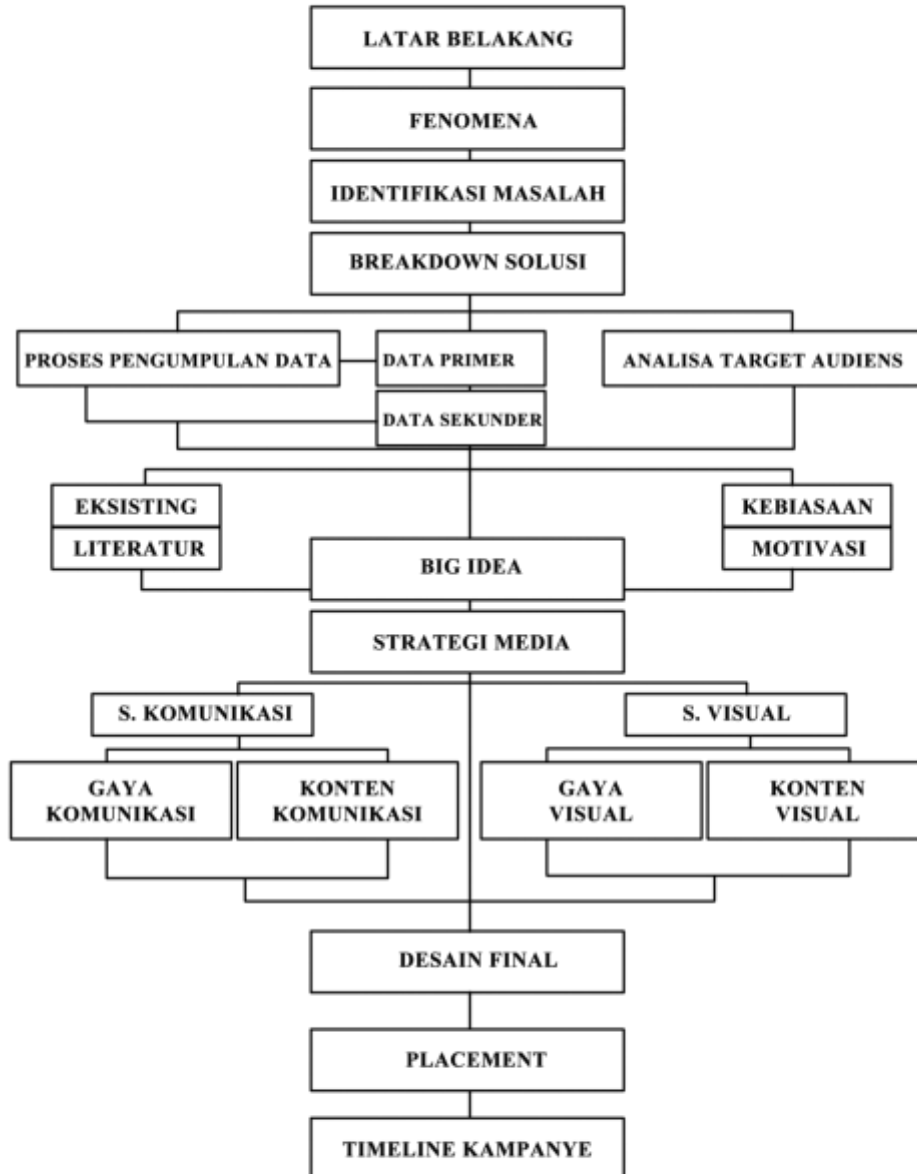 LATAR BELAKANG
FENOMENA
IDENTIFIKASI MASALAH
BREAKDOWN SOLUSI
PROSES PENGUMPULAN DATA
DATA PRIMER
ANALISA TARGET AUDIENS
DATA SEKUNDER
EKSISTING
KEBIASAAN
LITERATUR
MOTIVASI
BIG IDEA
STRATEGI MEDIA
S. KOMUNIKASI
S. VISUAL
GAYA
KOMUNIKASI
KONTEN
KOMUNIKASI
GAYA
VISUAL
KONTEN
VISUAL
DESAIN FINAL
PLACEMENT
TIMELINE KAMPANYE